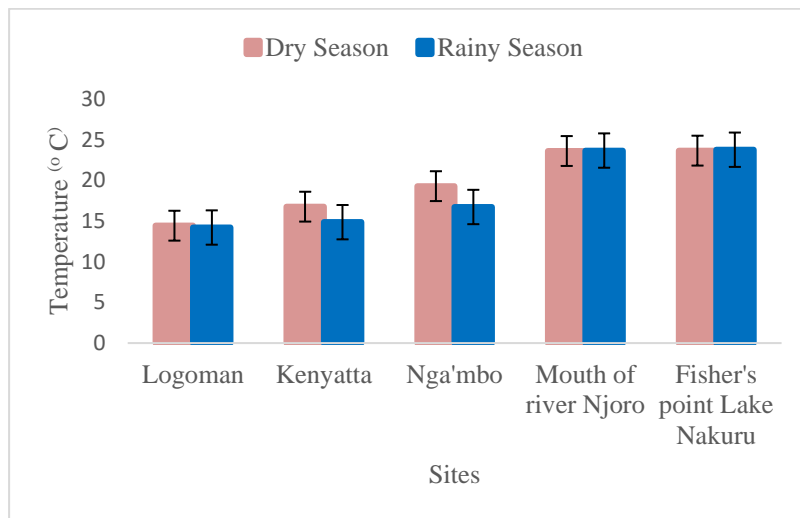 Dry Season Rainy Season
30
25
20
15
10
5
0
Temperature (o C)
Logoman Kenyatta Nga'mbo Mouth of Fisher's
river Njoro point Lake
Nakuru
Sites